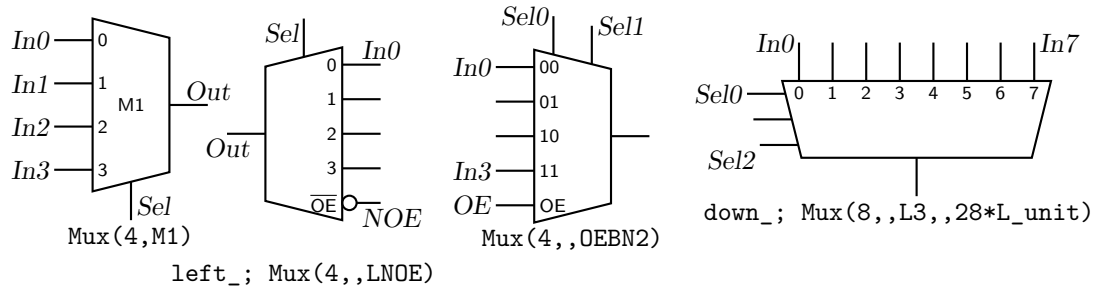 In0
0
In1
1
M1
Out
In2
2
In3
3
Sel
Mux(4,M1)
Sel
0
In0
1
2
Out
3
OE
NOE
left_; Mux(4,,LNOE)
Sel0
Sel1
In0
00
01
10
In3
11
OE
OE
Mux(4,,OEBN2)
In0
In7
Sel0
0 1 2 3 4 5 6 7
Sel2
down_; Mux(8,,L3,,28*L_unit)